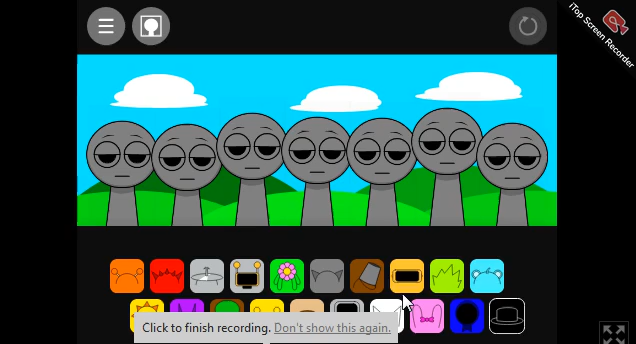 iTop Screen Recorder
Click to finish recording. Don't show this again.